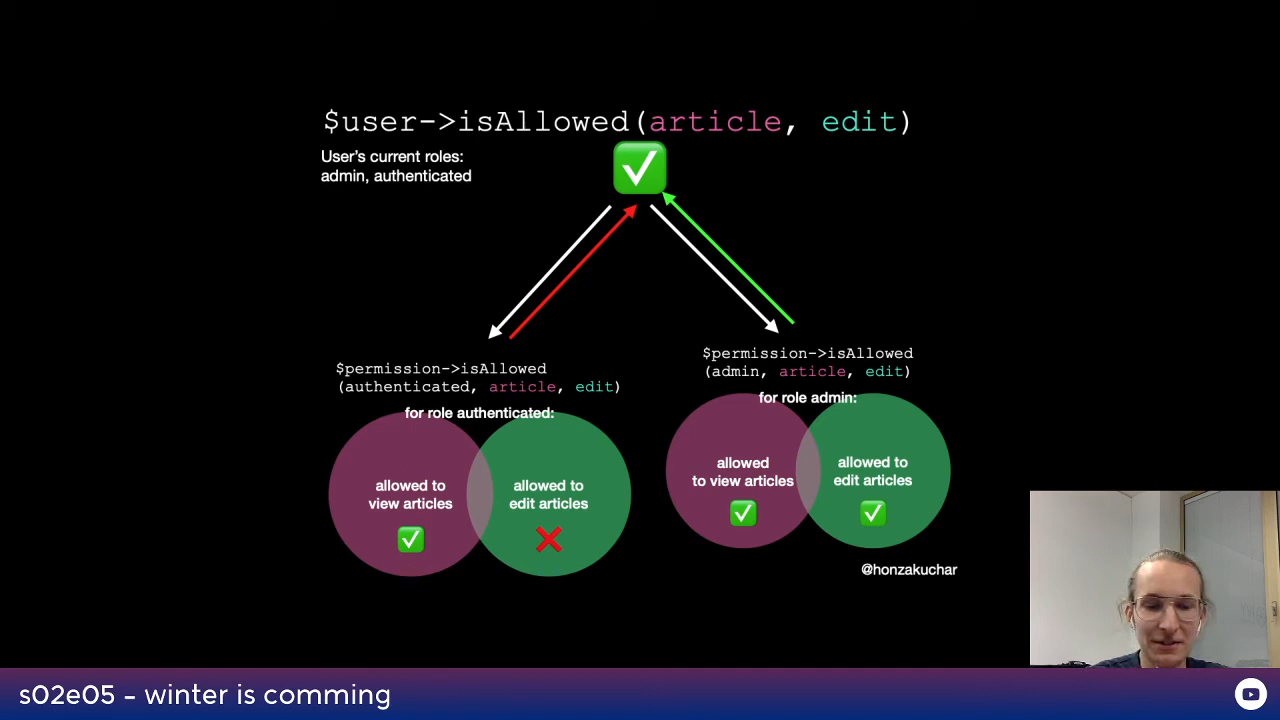 $user->isAllowed(article, edit)
User's current roles:
admin, authenticated
$permission->isAllowed
(authenticated, article, edit)
for role authenticated:
allowed to
view articles
allowed to
edit articles
$permission->isAllowed
(admin, article, edit)
for role admin:
allowed
to view articles
allowed to
edit articles
@honzakuchar
s02e05 - winter is comming